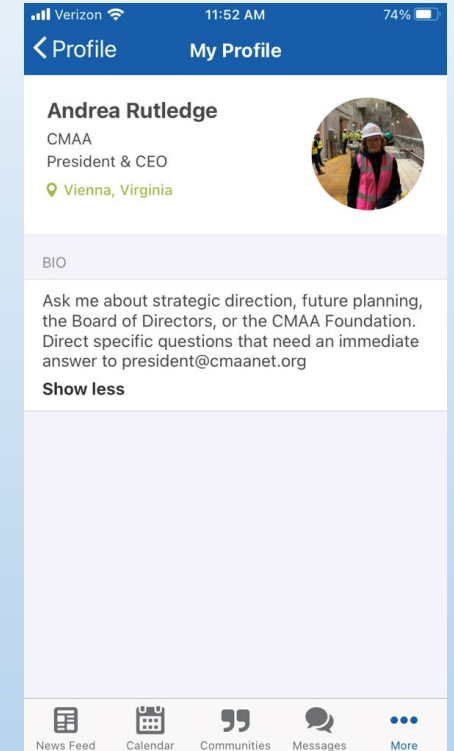 Verizon 11:52 AM 74%
Profile My Profile
Andrea Rutledge
CMAA
President & CEO
Vienna, Virginia
BIO
Ask me about strategic direction, future planning,
the Board of Directors, or the CMAA Foundation.
Direct specific questions that need an immediate
answer to president@cmaanet.org
Show less
News Feed Calendar Communities Messages More